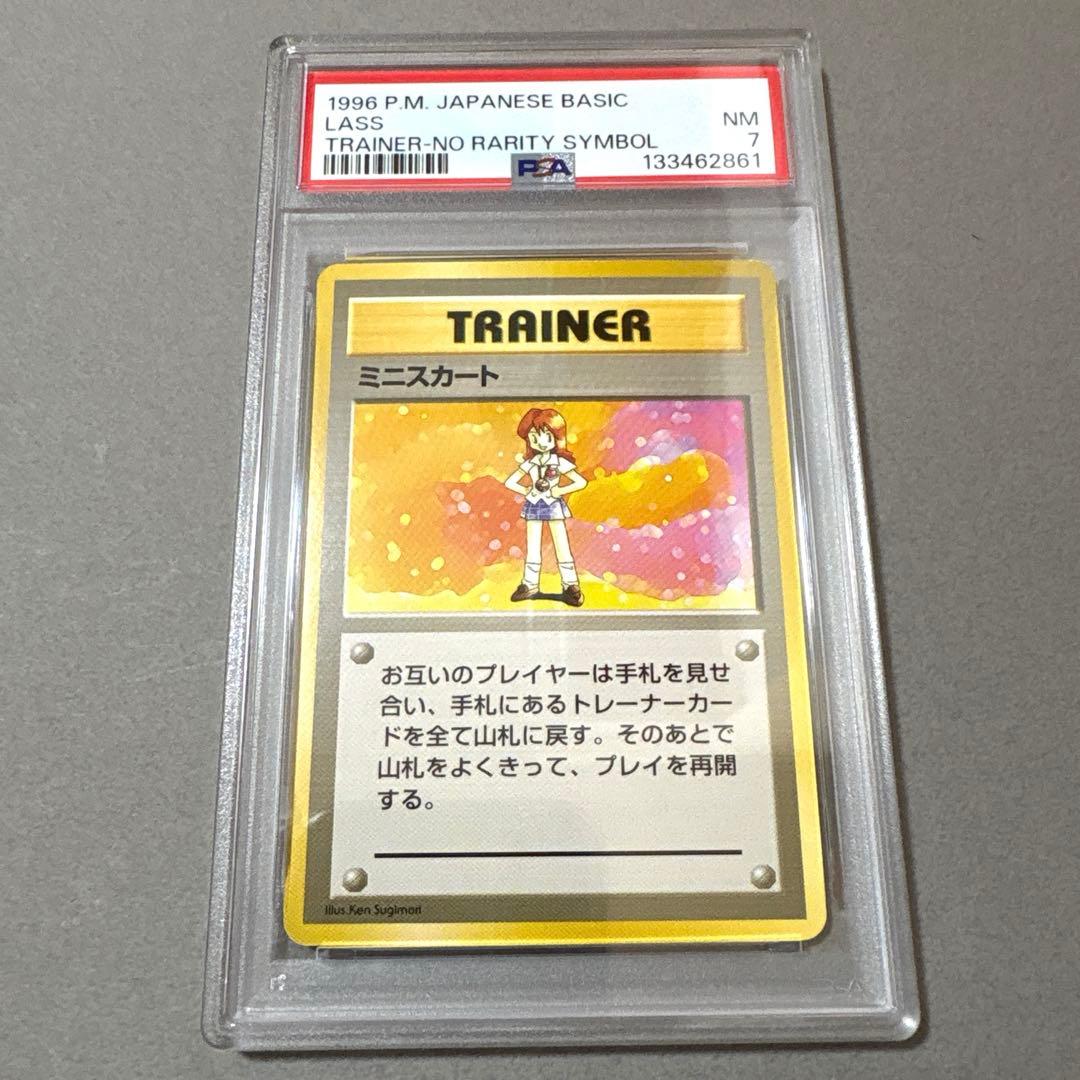 1996 P.M. JAPANESE BASIC
LASS NM
TRAINER-NO RARITY SYMBOL 7
PSA 133462861
TRAINER
ミニスカート
お互いのプレイヤーは手札を見せ
合い、手札にあるトレーナーカー
ドを全て山札に戻す。そのあとで
山札をよくきって、プレイを再開
する。
Illus.Ken Sugimori